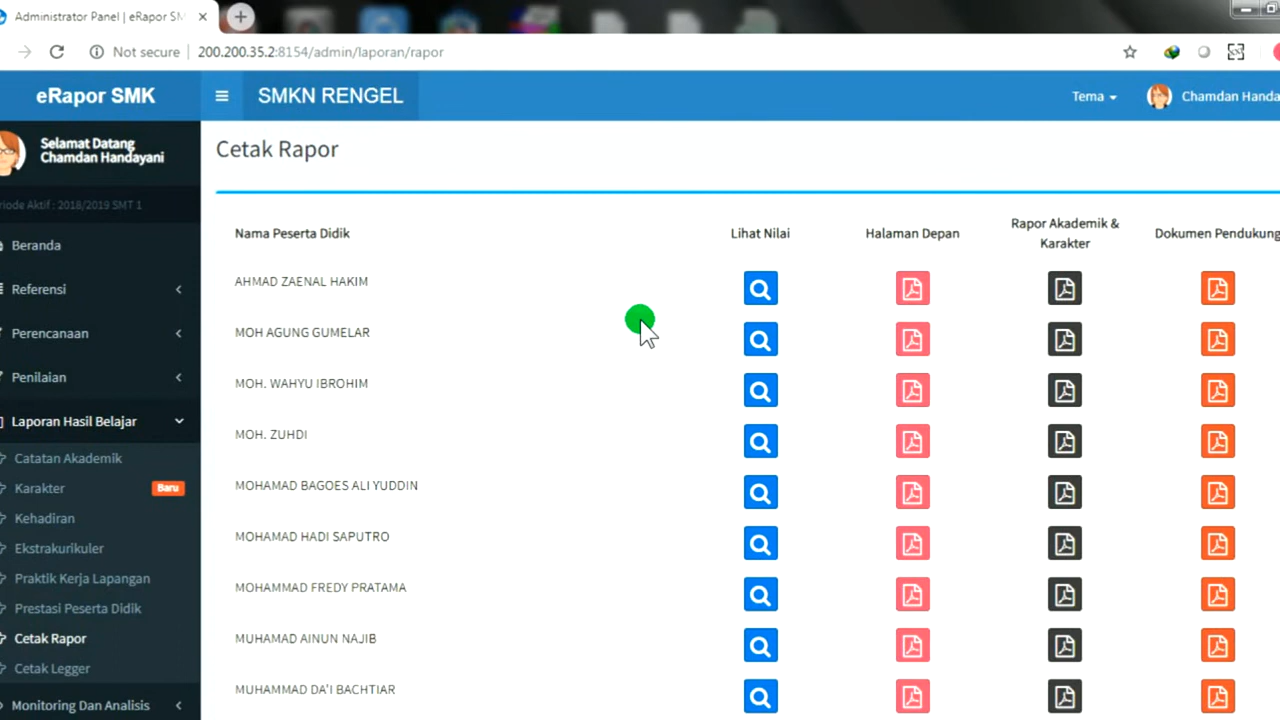 Administrator Panel | eRapor SM
Not secure | 200.200.35.2:8154/admin/laporan/rapor
eRapor SMK
SMKN RENGEL
Tema
Chamdan Handa
Selamat Datang
Chamdan Handayani
riode Aktif : 2018/2019 SMT 1
Beranda
Referensi
Perencanaan
Penilaian
Laporan Hasil Belajar
Catatan Akademik
Karakter
Baru
Kehadiran
Ekstrakurikuler
Praktik Kerja Lapangan
Prestasi Peserta Didik
Cetak Rapor
Cetak Legger
Monitoring Dan Analisis
Cetak Rapor
Nama Peserta Didik
Lihat Nilai
Halaman Depan
Rapor Akademik &
Karakter
Dokumen Pendukung
AHMAD ZAENAL HAKIM
MOH AGUNG GUMELAR
MOH. WAHYU IBROHIM
MOH. ZUHDI
MOHAMAD BAGOES ALI YUDDIN
MOHAMAD HADI SAPUTRO
MOHAMMAD FREDY PRATAMA
MUHAMAD AINUN NAJIB
MUHAMMAD DA'I BACHTIAR